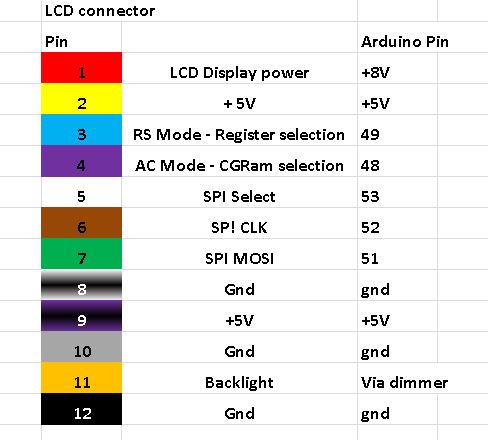 LCD connector
Pin Arduino Pin
1 LCD Display power +8V
2 + 5V +5V
3 RS Mode - Register selection 49
4 AC Mode - CGRam selection 48
5 SPI Select 53
6 SP! CLK 52
7 SPI MOSI 51
8 Gnd gnd
9 +5V +5V
10 Gnd gnd
11 Backlight Via dimmer
12 Gnd gnd